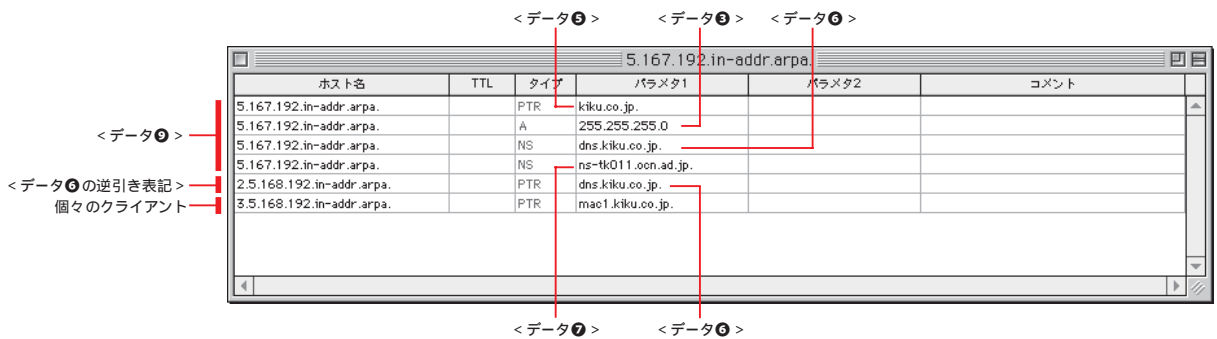 <データ❺> <データ❸> <データ❻>
5.167.192.in-addr.arpa.
ホスト名 TTL タイプ パラメタ1 パラメタ2 コメント
5.167.192.in-addr.arpa. PTR kiku.co.jp.
5.167.192.in-addr.arpa. A 255.255.255.0
<データ❾>
5.167.192.in-addr.arpa. NS dns.kiku.co.jp.
5.167.192.in-addr.arpa. NS ns-tk011.ocn.ad.jp.
<データ❻の逆引き表記> 2.5.168.192.in-addr.arpa. PTR dns.kiku.co.jp.
個々のクライアント 3.5.168.192.in-addr.arpa. PTR mac1.kiku.co.jp.
<データ❼> <データ❻>